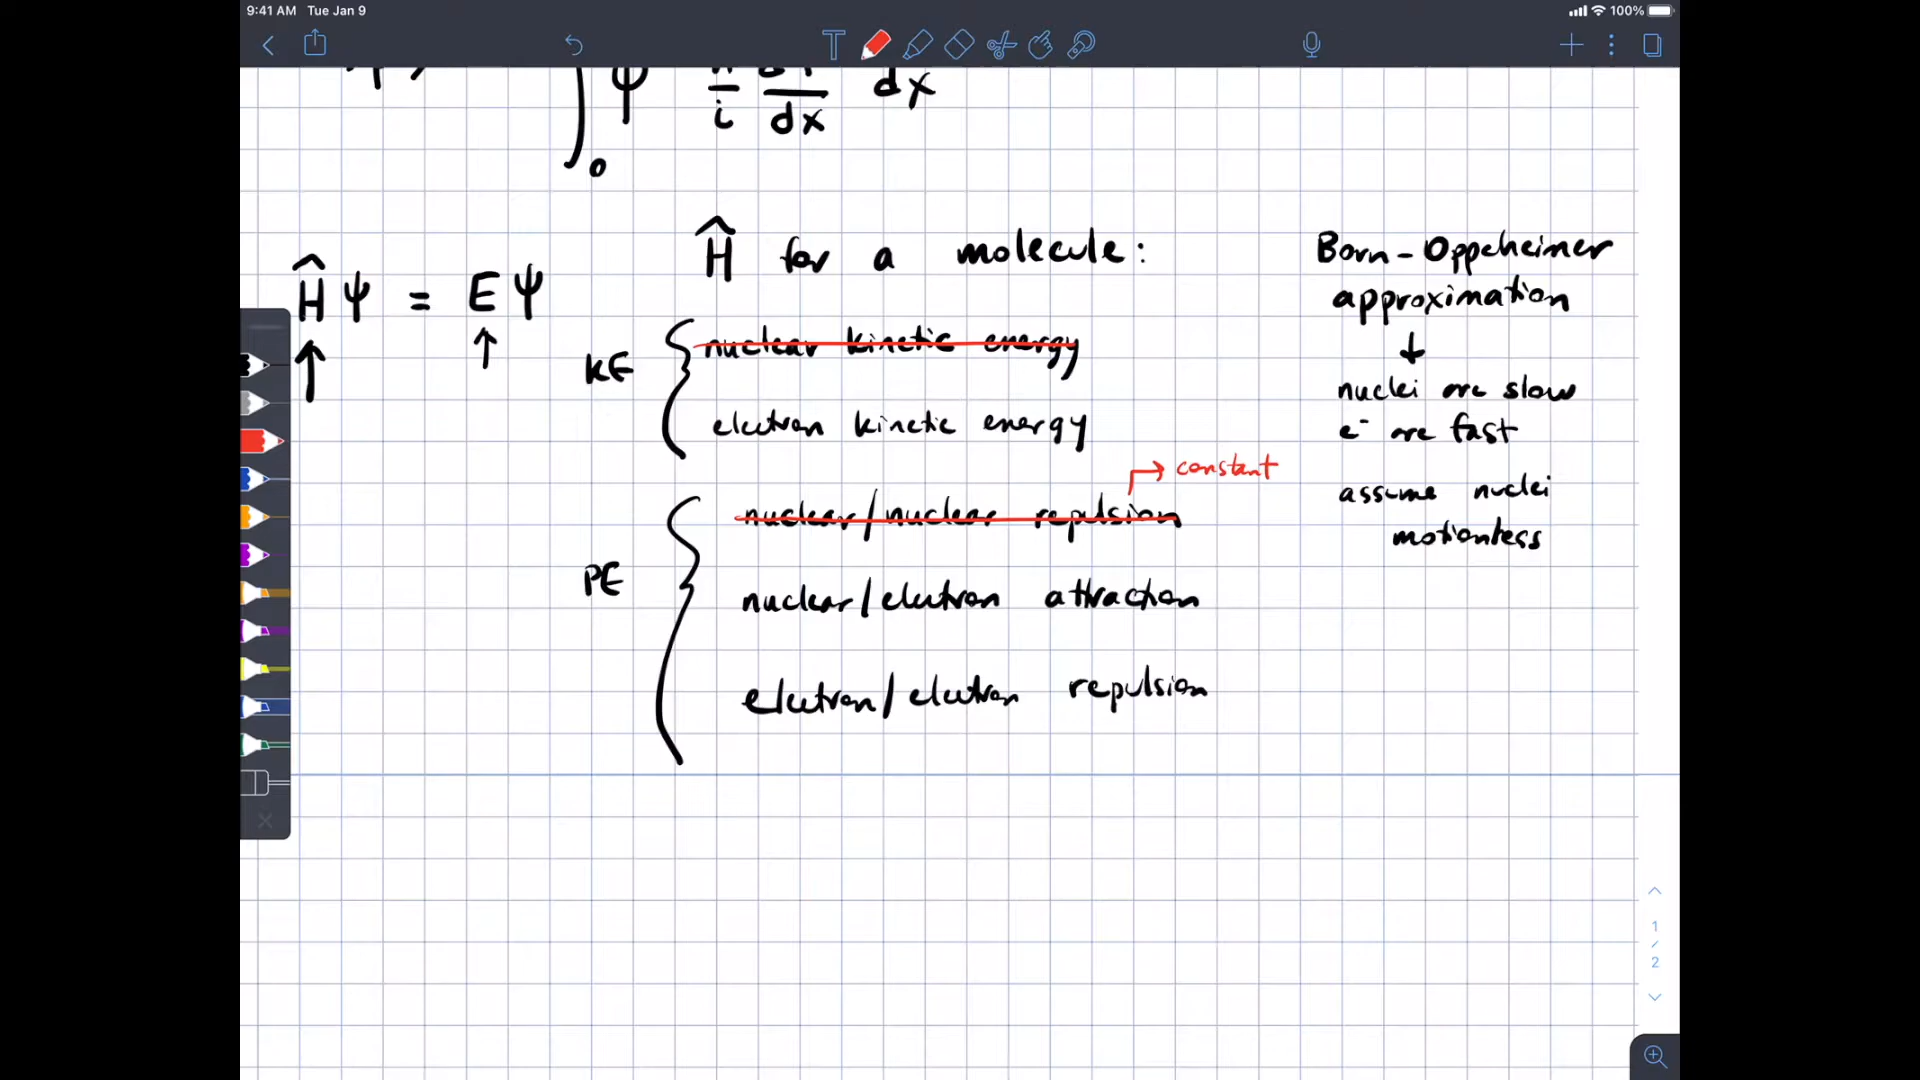 9:41 AM Tue Jan 9
100%
T
ψ dx
i dx
0
Ĥ for a molecule:
Ĥψ = Eψ
KE
nuclear kinetic energy
electron kinetic energy
constant
PE
nuclear/nuclear repulsion
nuclear/electron attraction
electron/electron repulsion
Born-Oppeheimer
approximation
nuclei are slow
e⁻ are fast
assume nuclei
motionless
1
/
2